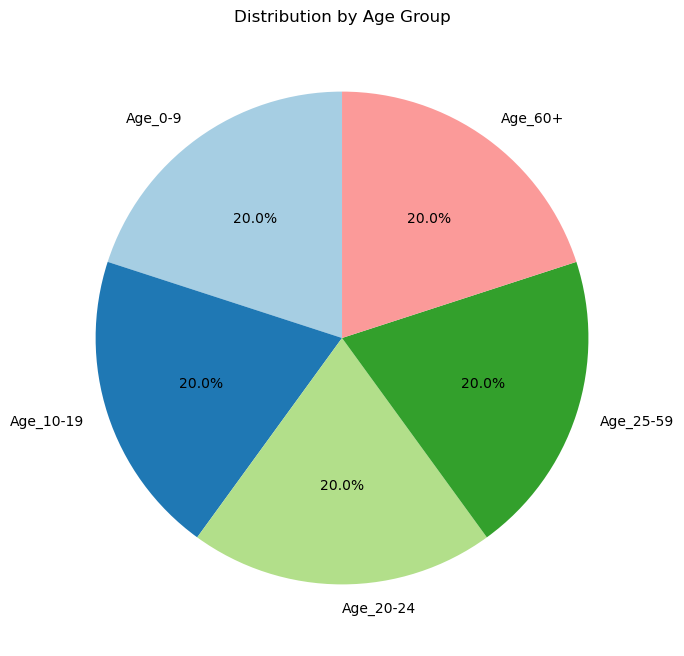 Distribution by Age Group
Age_0-9
Age_60+
20.0%
20.0%
20.0%
20.0%
Age_10-19
Age_25-59
20.0%
Age_20-24